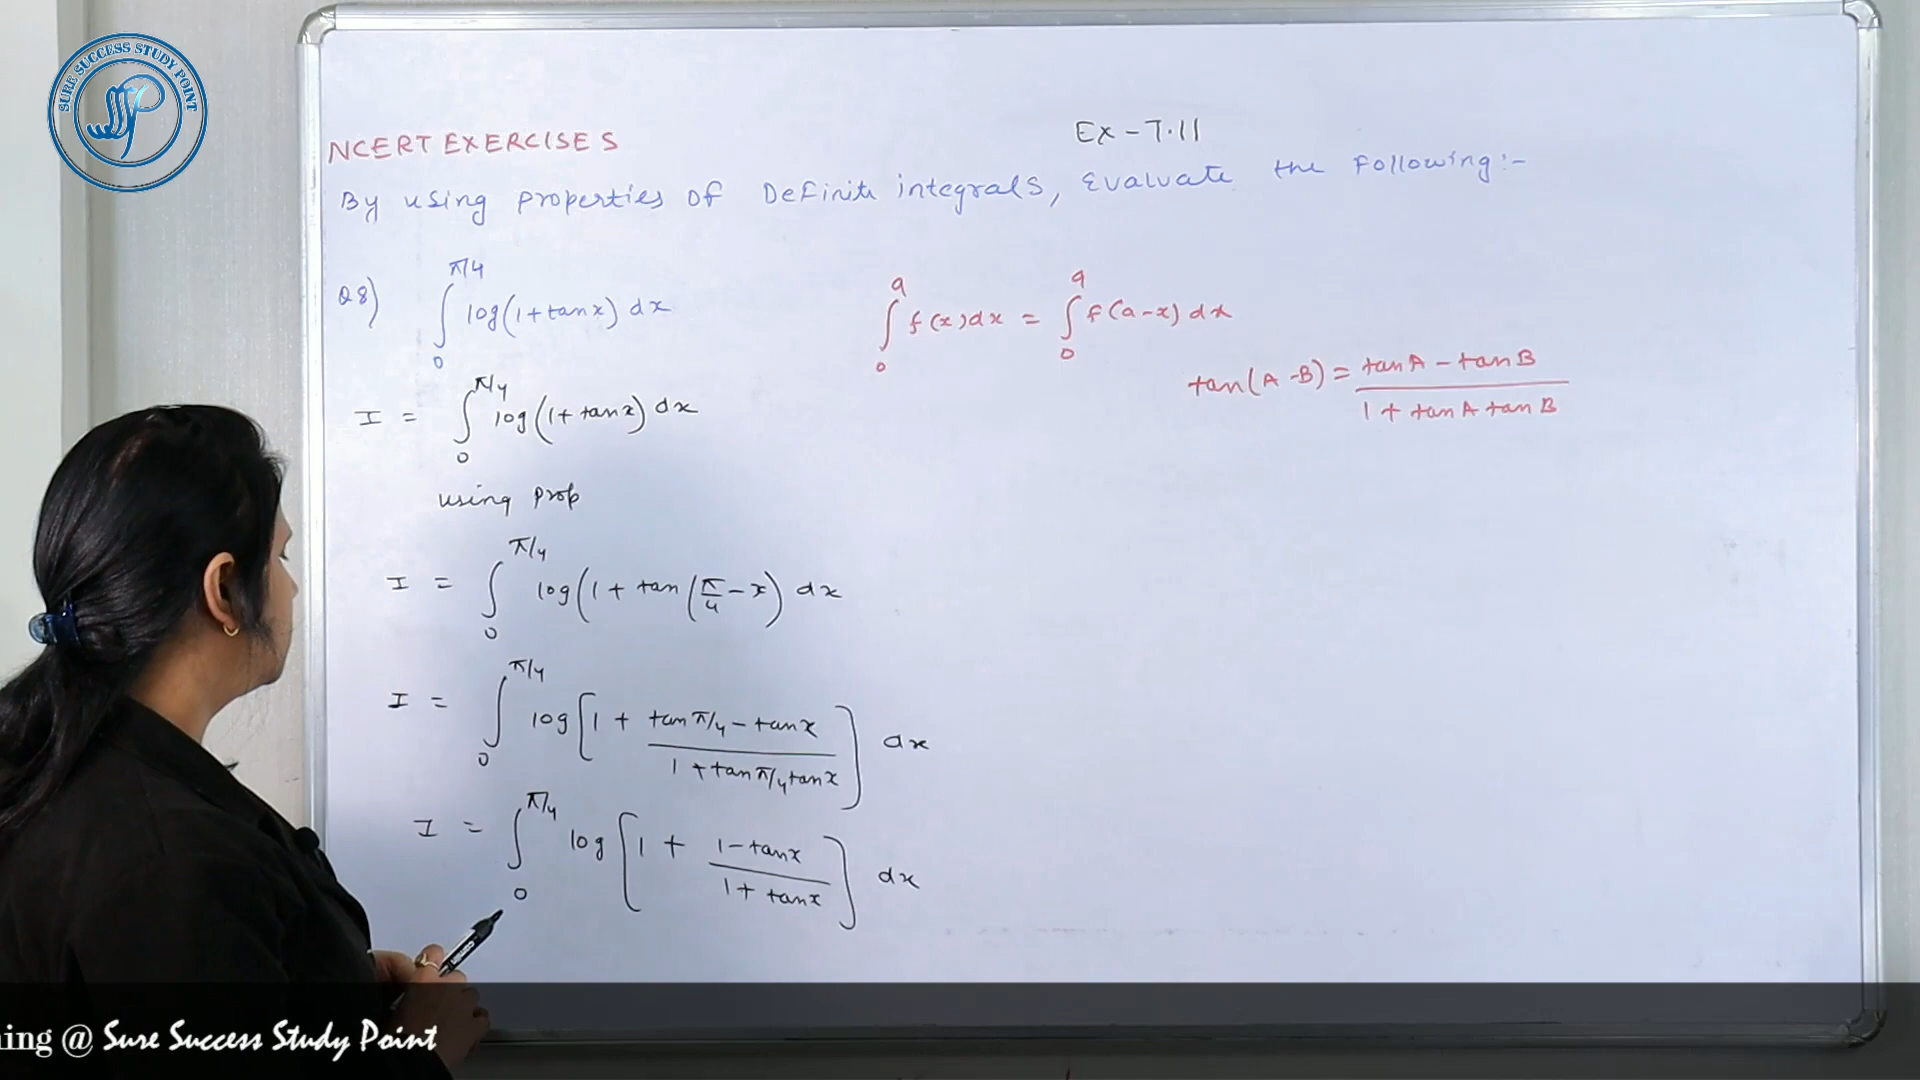 SURE SUCCESS STUDY POINT
NCERT EXERCISES
Ex - 7.11
By using properties of Definite integrals, Evaluate the Following :-
Q8) ∫₀^π/4 log(1+tanx) dx
∫₀^a f(x)dx = ∫₀^a f(a-x) dx
tan(A-B) = (tanA - tanB)/(1 + tanA tanB)
I = ∫₀^π/4 log(1+tanx) dx
using prop
I = ∫₀^π/4 log(1 + tan(π/4 - x) dx
I = ∫₀^π/4 log[1 + (tanπ/4 - tanx)/(1 + tanπ/4 tanx)] dx
I = ∫₀^π/4 log[1 + (1-tanx)/(1+tanx)] dx
ing @ Sure Success Study Point